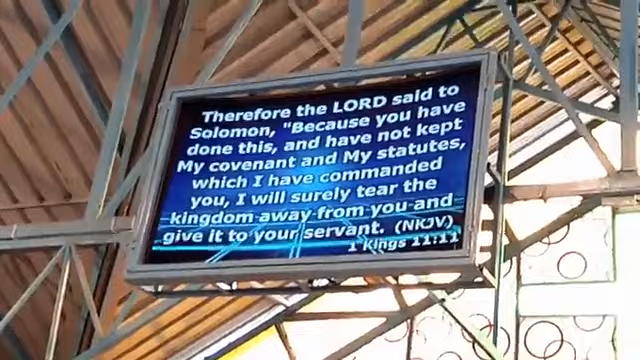 Therefore the LORD said to
Solomon, "Because you have
done this, and have not kept
My covenant and My statutes,
which I have commanded
you, I will surely tear the
kingdom away from you and
give it to your servant. (NKJV)
1 Kings 11:11